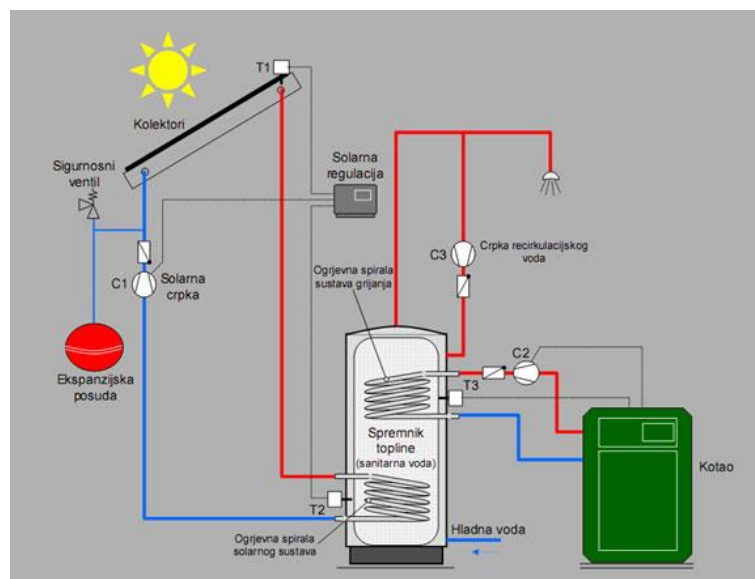 T1
Kolektori
Sigurnosni
ventil
Solarna
regulacija
C1
Solarna
crpka
Ekspanzijska
posuda
Ogrjevna spirala
sustava grijanja
C3
Crpka recirkulacijskog
voda
C2
T3
Spremnik
topline
(sanitarna voda)
Kotao
T2
Ogrjevna spirala
solarnog sustava
Hladna voda